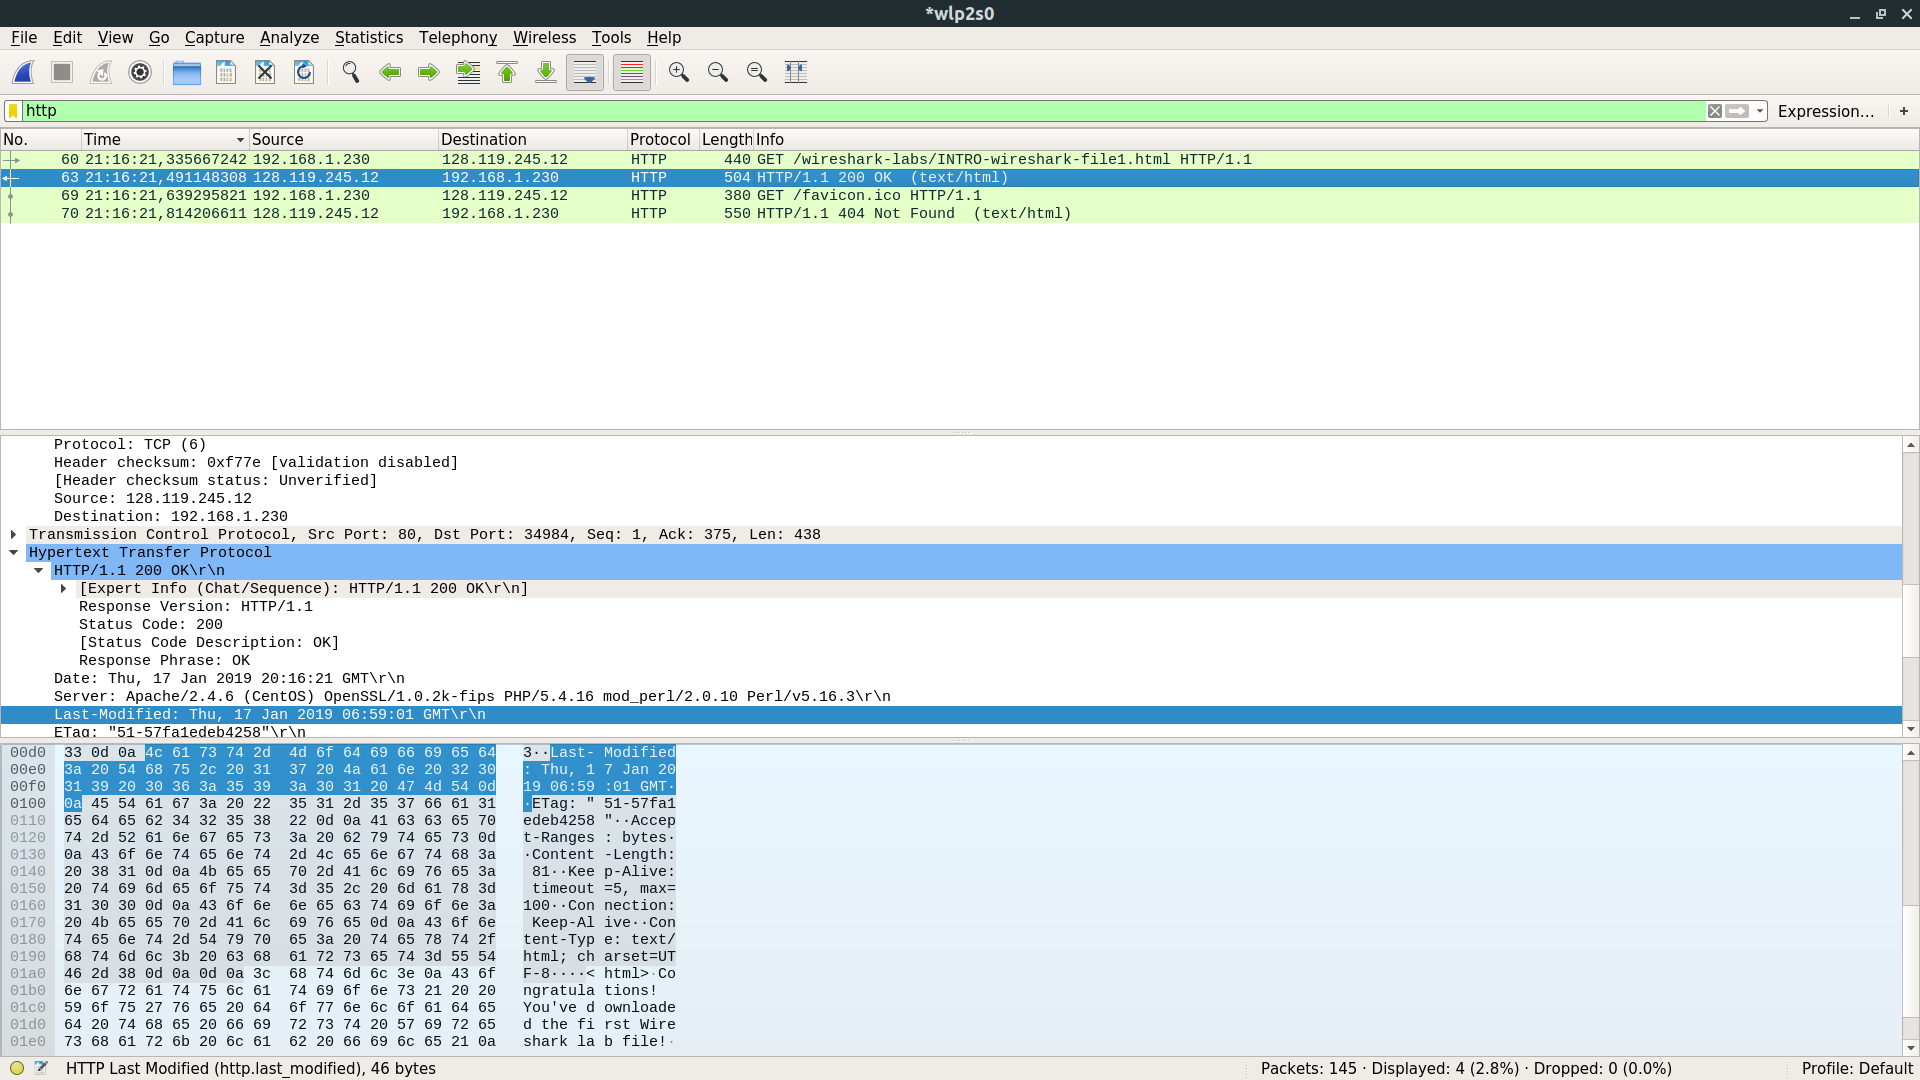 *wlp2s0
File Edit View Go Capture Analyze Statistics Telephony Wireless Tools Help
http Expression… +
No. Time Source Destination Protocol Length Info
60 21:16:21,335667242 192.168.1.230 128.119.245.12 HTTP 440 GET /wireshark-labs/INTRO-wireshark-file1.html HTTP/1.1
63 21:16:21,491148308 128.119.245.12 192.168.1.230 HTTP 504 HTTP/1.1 200 OK  (text/html)
69 21:16:21,639295821 192.168.1.230 128.119.245.12 HTTP 380 GET /favicon.ico HTTP/1.1
70 21:16:21,814206611 128.119.245.12 192.168.1.230 HTTP 550 HTTP/1.1 404 Not Found  (text/html)
Protocol: TCP (6)
Header checksum: 0xf77e [validation disabled]
[Header checksum status: Unverified]
Source: 128.119.245.12
Destination: 192.168.1.230
Transmission Control Protocol, Src Port: 80, Dst Port: 34984, Seq: 1, Ack: 375, Len: 438
Hypertext Transfer Protocol
HTTP/1.1 200 OK\r\n
[Expert Info (Chat/Sequence): HTTP/1.1 200 OK\r\n]
Response Version: HTTP/1.1
Status Code: 200
[Status Code Description: OK]
Response Phrase: OK
Date: Thu, 17 Jan 2019 20:16:21 GMT\r\n
Server: Apache/2.4.6 (CentOS) OpenSSL/1.0.2k-fips PHP/5.4.16 mod_perl/2.0.10 Perl/v5.16.3\r\n
Last-Modified: Thu, 17 Jan 2019 06:59:01 GMT\r\n
ETag: "51-57fa1edeb4258"\r\n
00d0 33 0d 0a 4c 61 73 74 2d 4d 6f 64 69 66 69 65 64 3··Last- Modified
00e0 3a 20 54 68 75 2c 20 31 37 20 4a 61 6e 20 32 30 : Thu, 1 7 Jan 20
00f0 31 39 20 30 36 3a 35 39 3a 30 31 20 47 4d 54 0d 19 06:59 :01 GMT·
0100 0a 45 54 61 67 3a 20 22 35 31 2d 35 37 66 61 31 ·ETag: " 51-57fa1
0110 65 64 65 62 34 32 35 38 22 0d 0a 41 63 63 65 70 edeb4258 "··Accep
0120 74 2d 52 61 6e 67 65 73 3a 20 62 79 74 65 73 0d t-Ranges : bytes·
0130 0a 43 6f 6e 74 65 6e 74 2d 4c 65 6e 67 74 68 3a ·Content -Length:
0140 20 38 31 0d 0a 4b 65 65 70 2d 41 6c 69 76 65 3a 81··Kee p-Alive:
0150 20 74 69 6d 65 6f 75 74 3d 35 2c 20 6d 61 78 3d timeout =5, max=
0160 31 30 30 0d 0a 43 6f 6e 6e 65 63 74 69 6f 6e 3a 100··Con nection:
0170 20 4b 65 65 70 2d 41 6c 69 76 65 0d 0a 43 6f 6e Keep-Al ive··Con
0180 74 65 6e 74 2d 54 79 70 65 3a 20 74 65 78 74 2f tent-Typ e: text/
0190 68 74 6d 6c 3b 20 63 68 61 72 73 65 74 3d 55 54 html; ch arset=UT
01a0 46 2d 38 0d 0a 0d 0a 3c 68 74 6d 6c 3e 0a 43 6f F-8····< html>·Co
01b0 6e 67 72 61 74 75 6c 61 74 69 6f 6e 73 21 20 20 ngratula tions!
01c0 59 6f 75 27 76 65 20 64 6f 77 6e 6c 6f 61 64 65 You've d ownloade
01d0 64 20 74 68 65 20 66 69 72 73 74 20 57 69 72 65 d the fi rst Wire
01e0 73 68 61 72 6b 20 6c 61 62 20 66 69 6c 65 21 0a shark la b file!·
HTTP Last Modified (http.last_modified), 46 bytes Packets: 145 · Displayed: 4 (2.8%) · Dropped: 0 (0.0%) Profile: Default